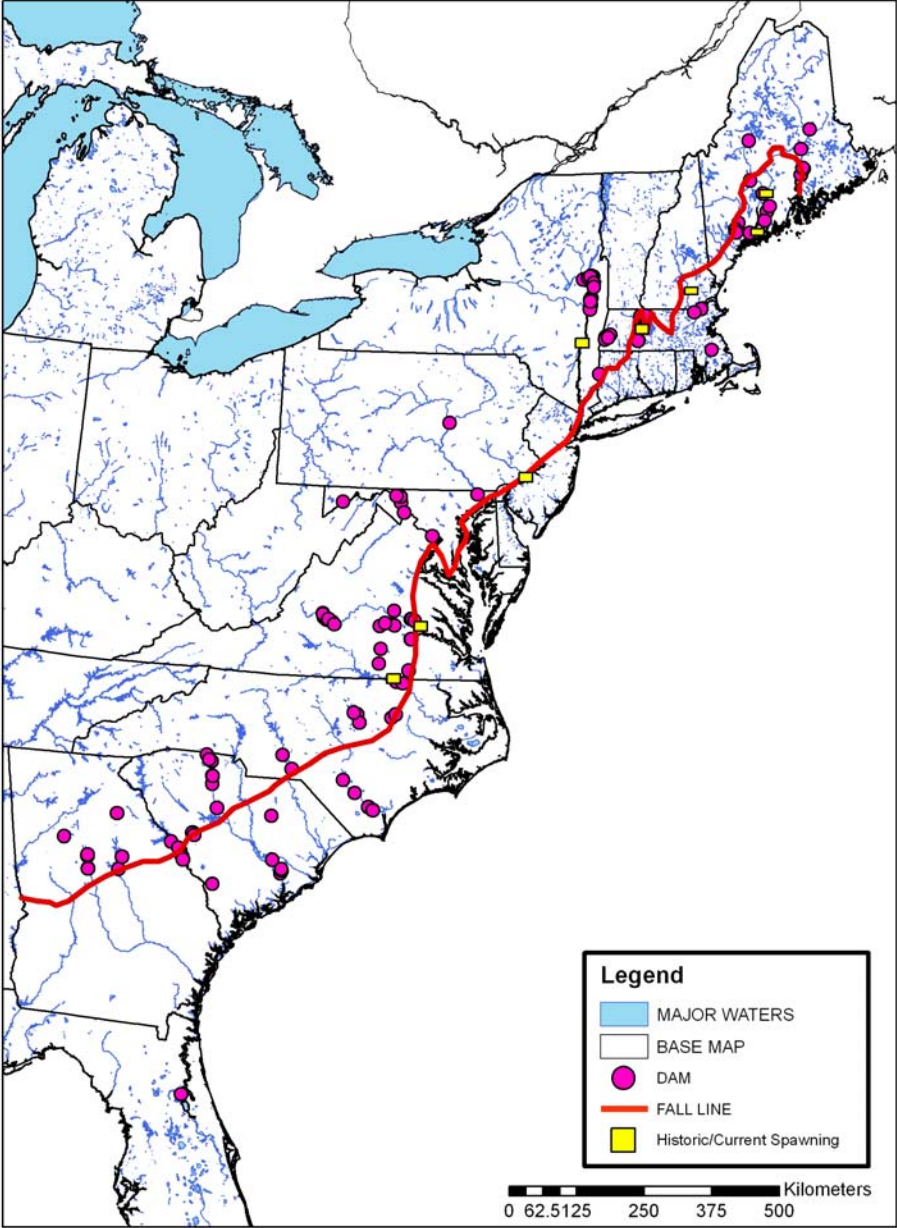 Legend
MAJOR WATERS
BASE MAP
DAM
FALL LINE
Historic/Current Spawning
Kilometers
0 62.5125 250 375 500